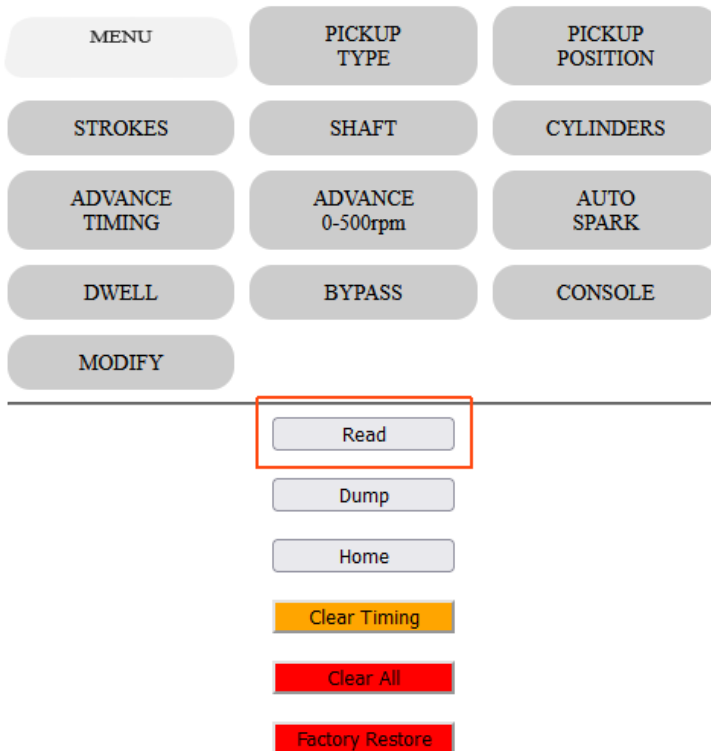 MENU
PICKUP
TYPE
PICKUP
POSITION
STROKES
SHAFT
CYLINDERS
ADVANCE
TIMING
ADVANCE
0-500rpm
AUTO
SPARK
DWELL
BYPASS
CONSOLE
MODIFY
Read
Dump
Home
Clear Timing
Clear All
Factory Restore